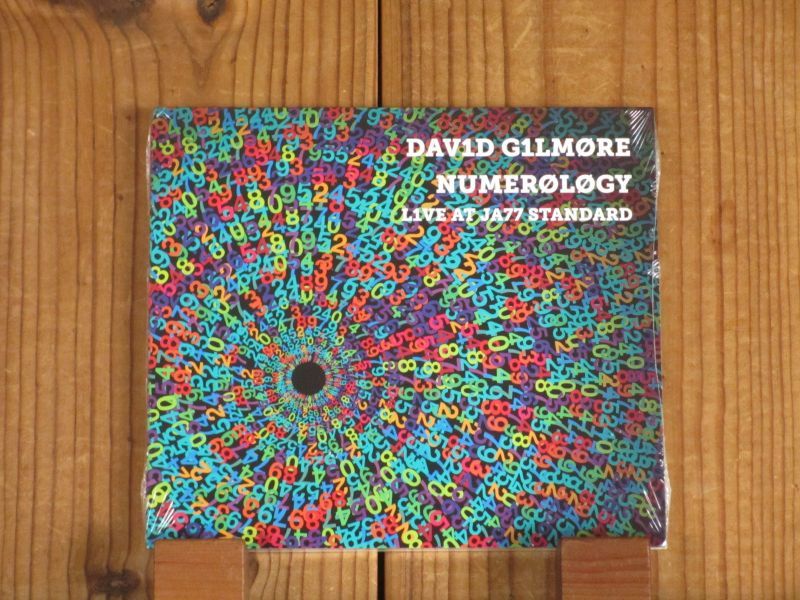 DAV1D G1LMØRE
NUMERØLØGY
L1VE AT JA77 STANDARD